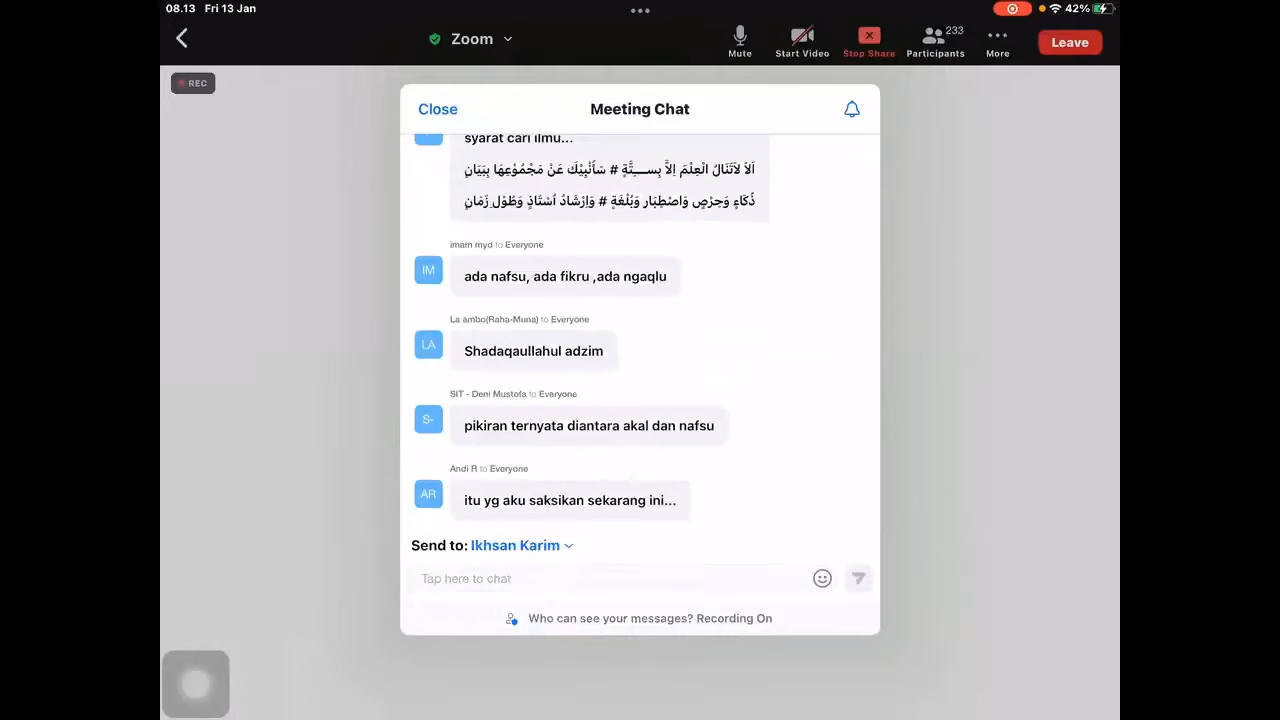 08.13 Fri 13 Jan
42%
Zoom
Mute
Start Video
Stop Share
Participants
233
More
Leave
REC
Close
Meeting Chat
syarat cari ilmu...
اَلاَ لاَتَنَالُ الْعِلْمَ اِلاَّ بِســـتَّةٍ # سَأُنْبِيْكَ عَنْ مَجْمُوْعِهَا بِبَيَانٍ
ذُكَاءٍ وَحِرْصٍ وَاصْطِبَارٍ وَبُلْغَةٍ # وَاِرْشَادُ اُسْتَاذٍ وَطُوْلِ زَمَانٍ
imam myd to Everyone
IM
ada nafsu, ada fikru ,ada ngaqlu
La ambo(Raha-Muna) to Everyone
LA
Shadaqaullahul adzim
SIT - Deni Mustofa to Everyone
S-
pikiran ternyata diantara akal dan nafsu
Andi R to Everyone
AR
itu yg aku saksikan sekarang ini...
Send to: Ikhsan Karim
Tap here to chat
Who can see your messages? Recording On